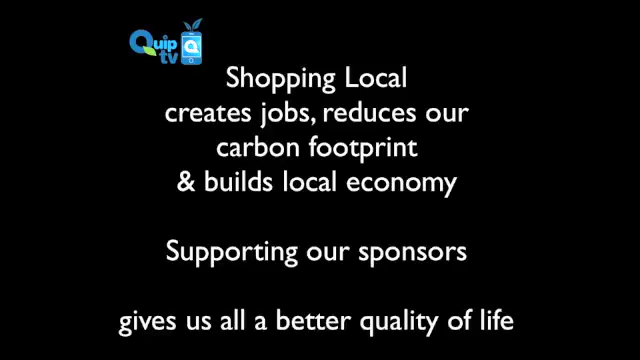 Quip
tv
Shopping Local
creates jobs, reduces our
carbon footprint
& builds local economy
Supporting our sponsors
gives us all a better quality of life